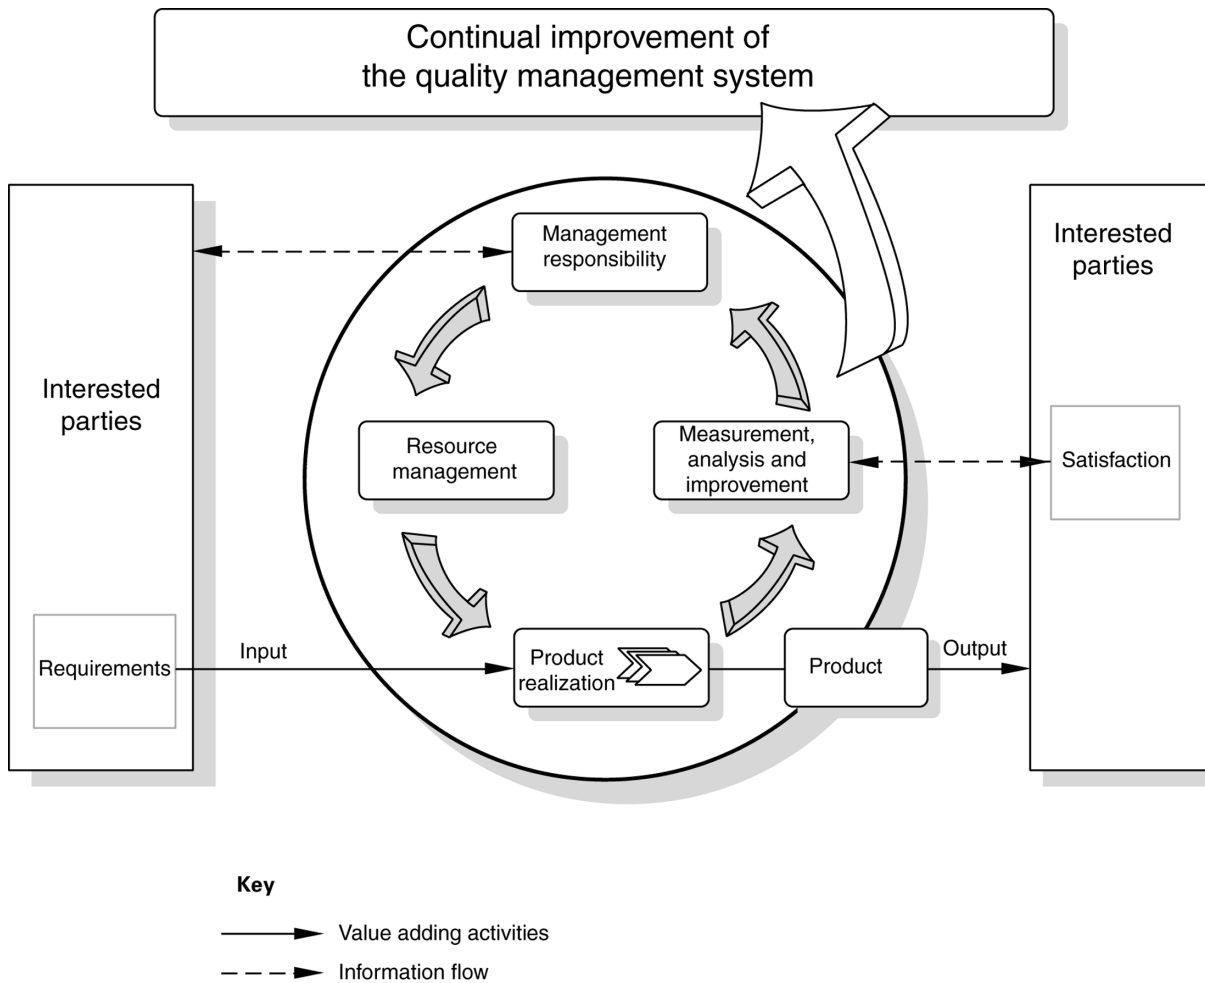 Continual improvement of
the quality management system
Management
responsibility
Interested
parties
Interested
parties
Resource
management
Measurement,
analysis and
improvement
Satisfaction
Requirements
Input
Product
realization
Product
Output
Key
Value adding activities
Information flow